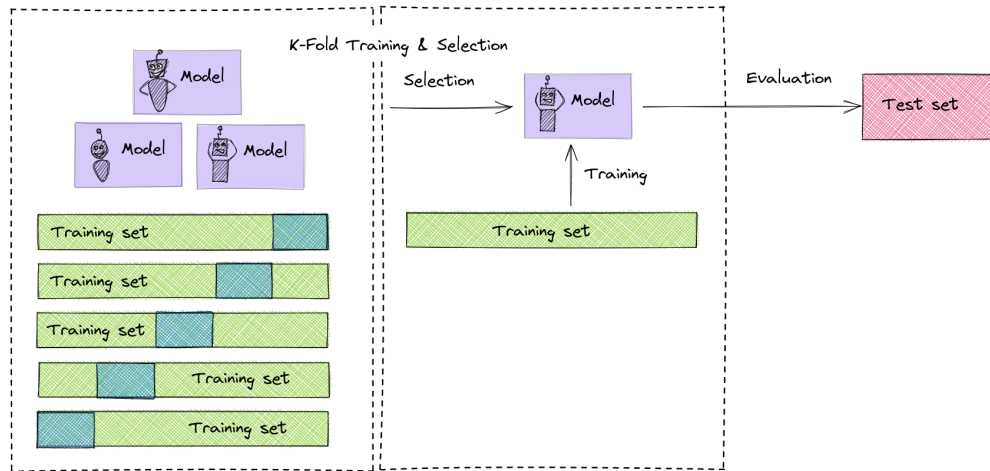 K-Fold Training & Selection
Model
Model
Model
Training set
Training set
Training set
Training set
Training set
Selection
Model
Training
Training set
Evaluation
Test set